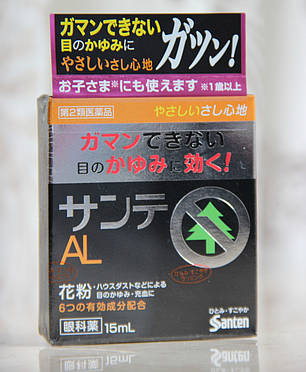 ガマンできない
目のかゆみに
やさしいさし心地
ガツン!
お子さま※にも使えます ※1歳以上
第2類医薬品
やさしいさし心地
ガマンできない
目のかゆみに効く!
サンテ
AL
花粉・ハウスダストなどによる
目のかゆみ・充血に
6つの有効成分配合
眼科薬 15mL
ひとみ・すこやか
Santen